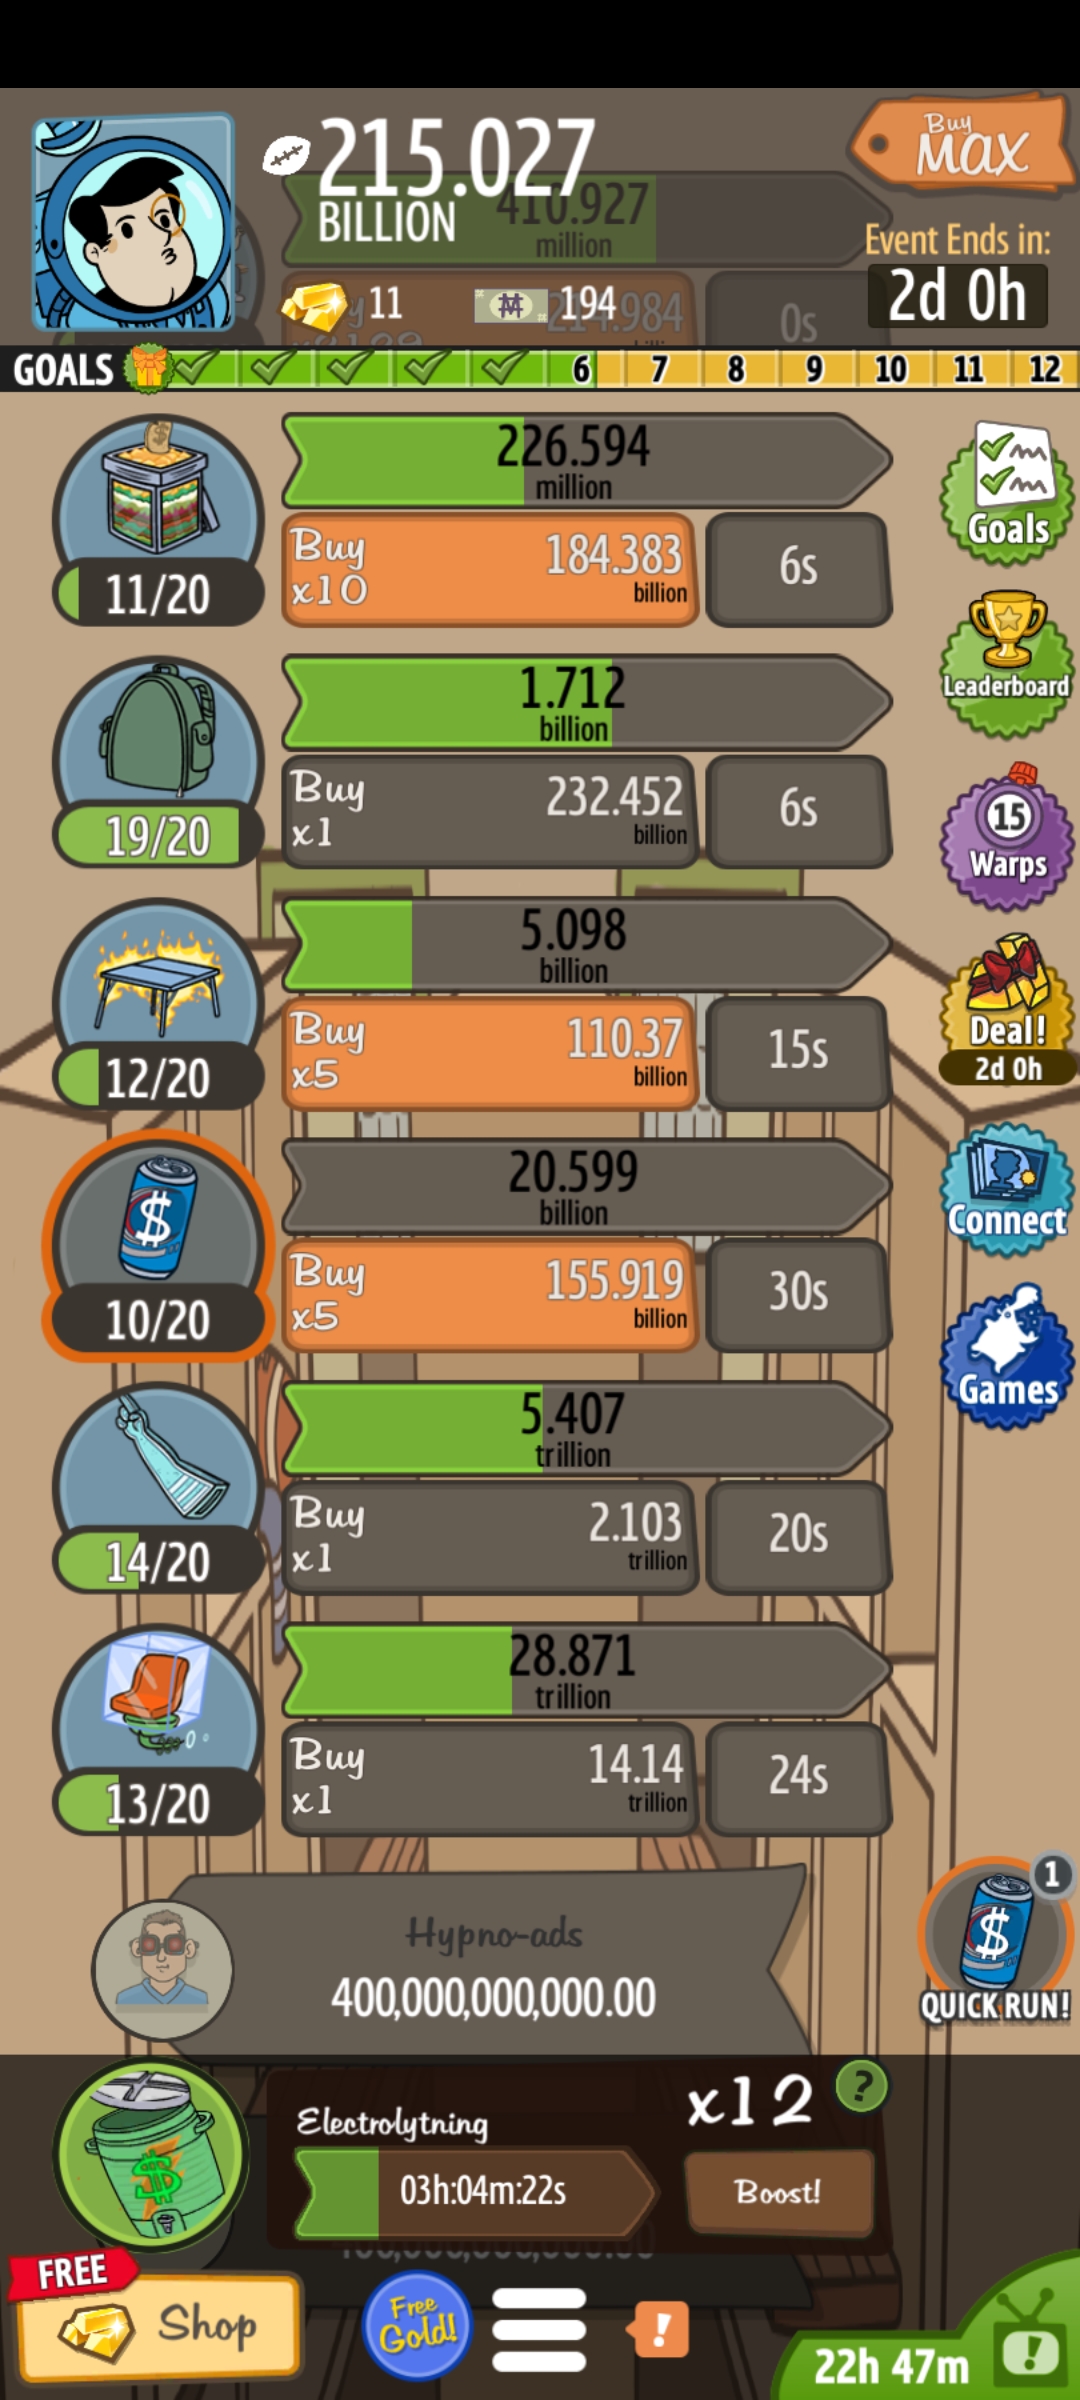 215.027
BILLION
410.927
million
Buy
MAX
Event Ends in:
2d 0h
11
194
214.984
0s
GOALS 6 7 8 9 10 11 12
226.594
million
11/20
Buy
x10
184.383
billion
6s
Goals
1.712
billion
19/20
Buy
x1
232.452
billion
6s
Leaderboard
15
Warps
5.098
billion
12/20
Buy
x5
110.37
billion
15s
Deal!
2d 0h
$
20.599
billion
10/20
Buy
x5
155.919
billion
30s
Connect
5.407
trillion
14/20
Buy
x1
2.103
trillion
20s
Games
28.871
trillion
13/20
Buy
x1
14.14
trillion
24s
Hypno-ads
400,000,000,000.00
1
$
QUICK RUN!
$
Electrolytning
03h:04m:22s
x12
?
Boost!
FREE
Shop
Free
Gold!
!
22h 47m
!